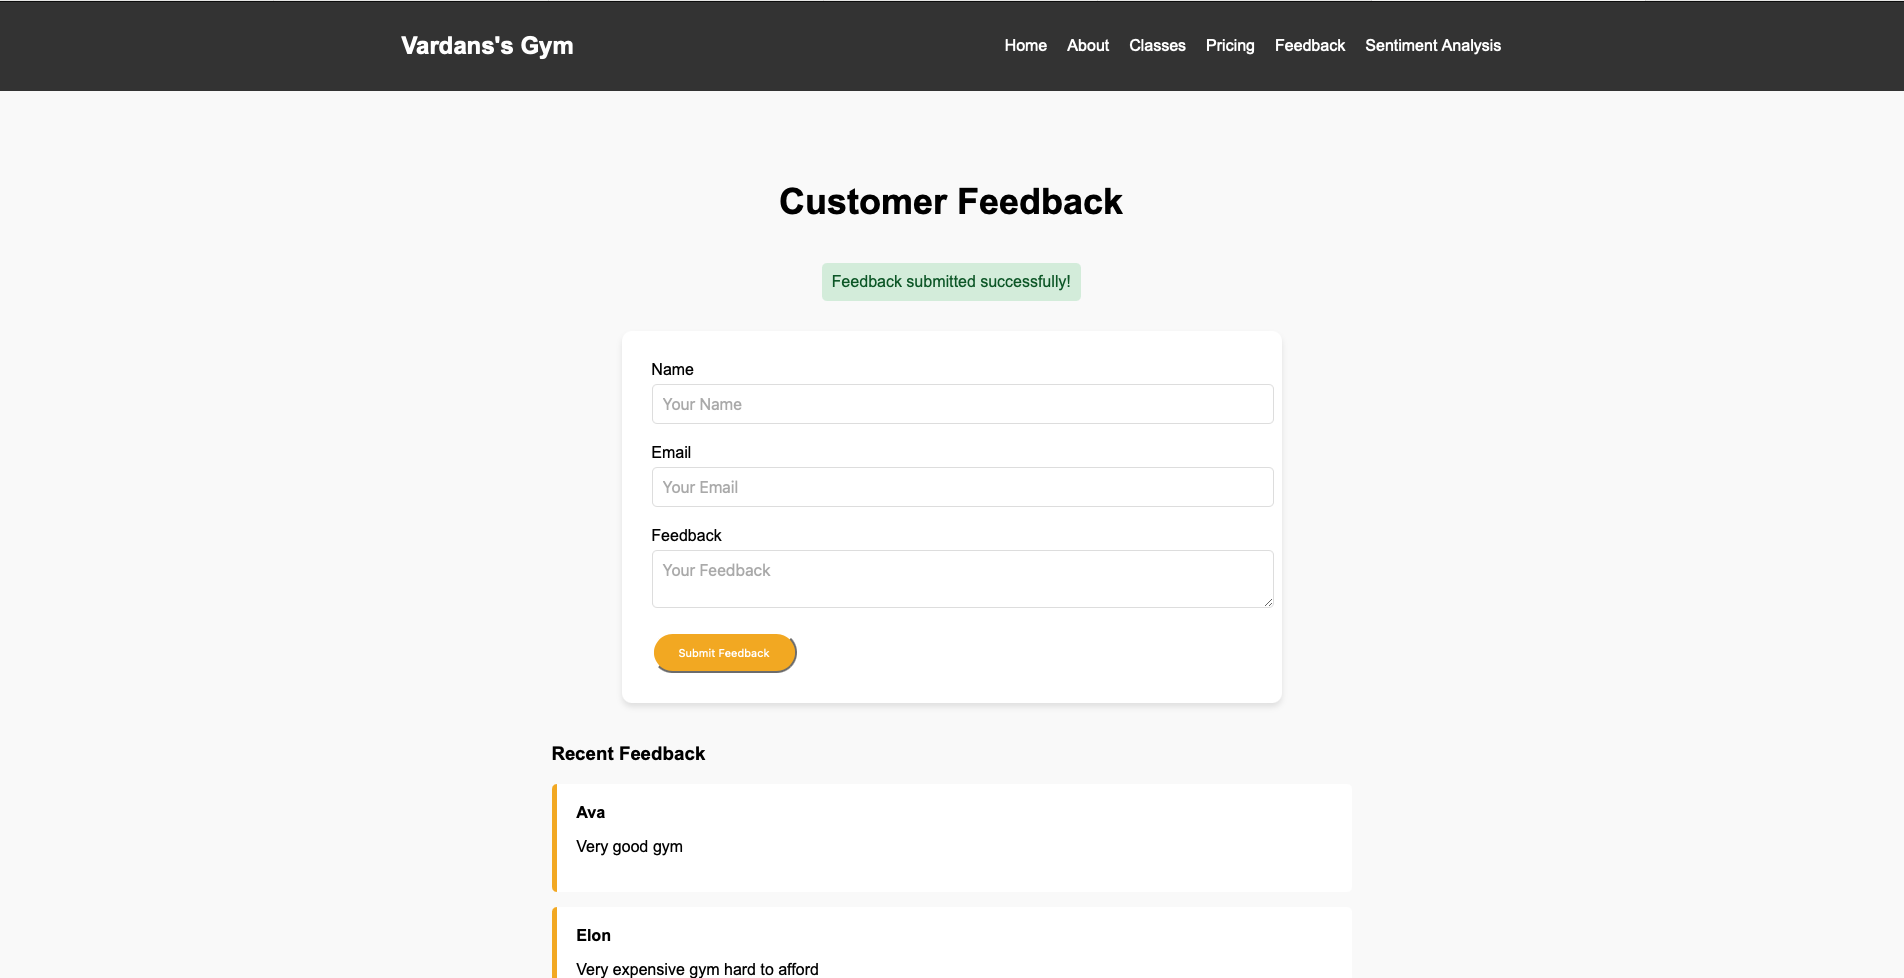 Vardans's Gym
Home About Classes Pricing Feedback Sentiment Analysis
Customer Feedback
Feedback submitted successfully!
Name
Your Name
Email
Your Email
Feedback
Your Feedback
Submit Feedback
Recent Feedback
Ava
Very good gym
Elon
Very expensive gym hard to afford